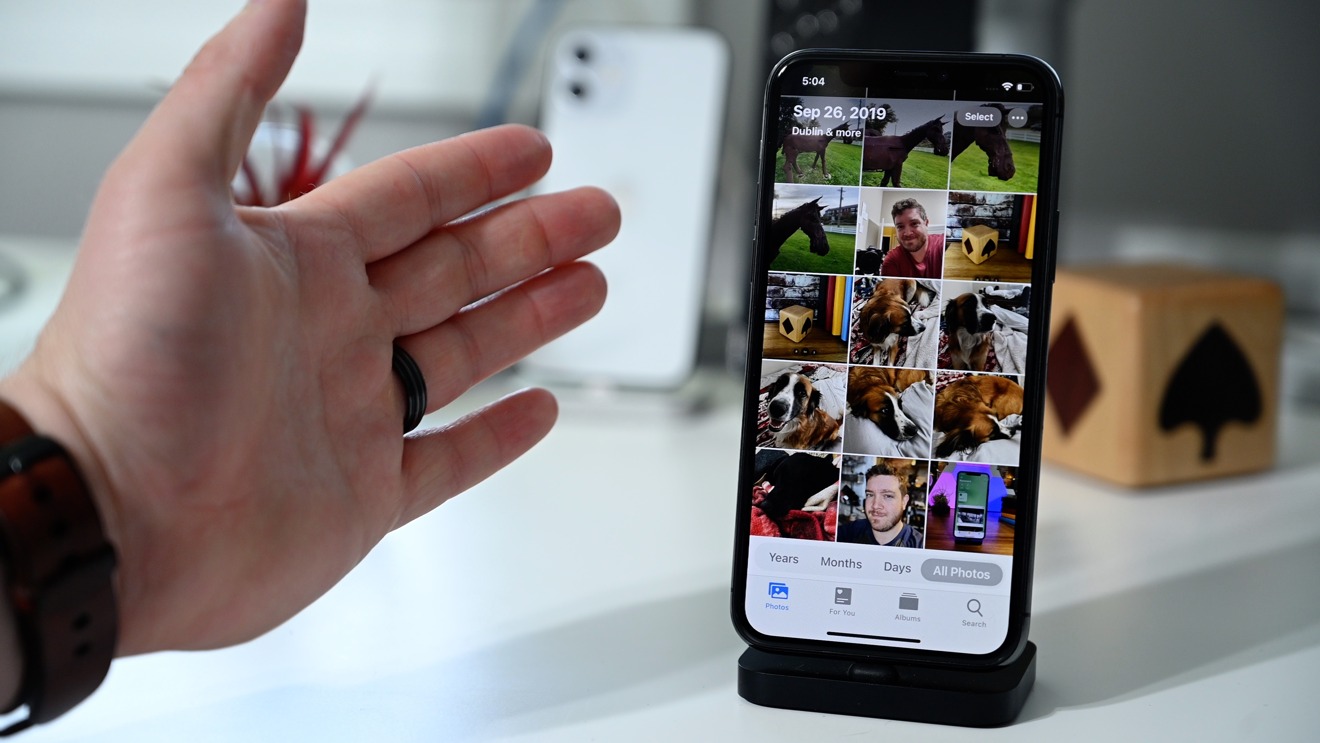 5:04
Sep 26, 2019
Select
Dublin & more
Years Months Days All Photos
Photos For You Albums Search